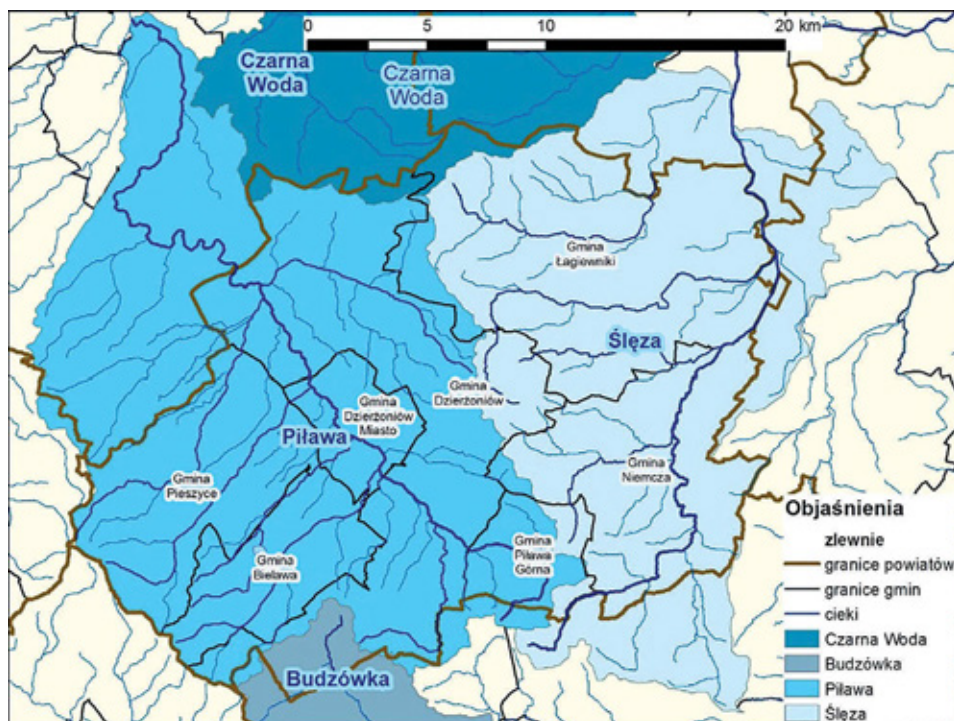 0 5 10 20 km
Czarna
Woda
Czarna
Woda
Gmina
Łagiewniki
Ślęza
Gmina
Dzierżoniów
Gmina
Dzierżoniów
Miasto
Piława
Gmina
Pieszyce
Gmina
Niemcza
Gmina
Bielawa
Gmina
Piława
Górna
Budzówka
Objaśnienia
zlewnie
granice powiatów
granice gmin
cieki
Czarna Woda
Budzówka
Piława
Ślęza